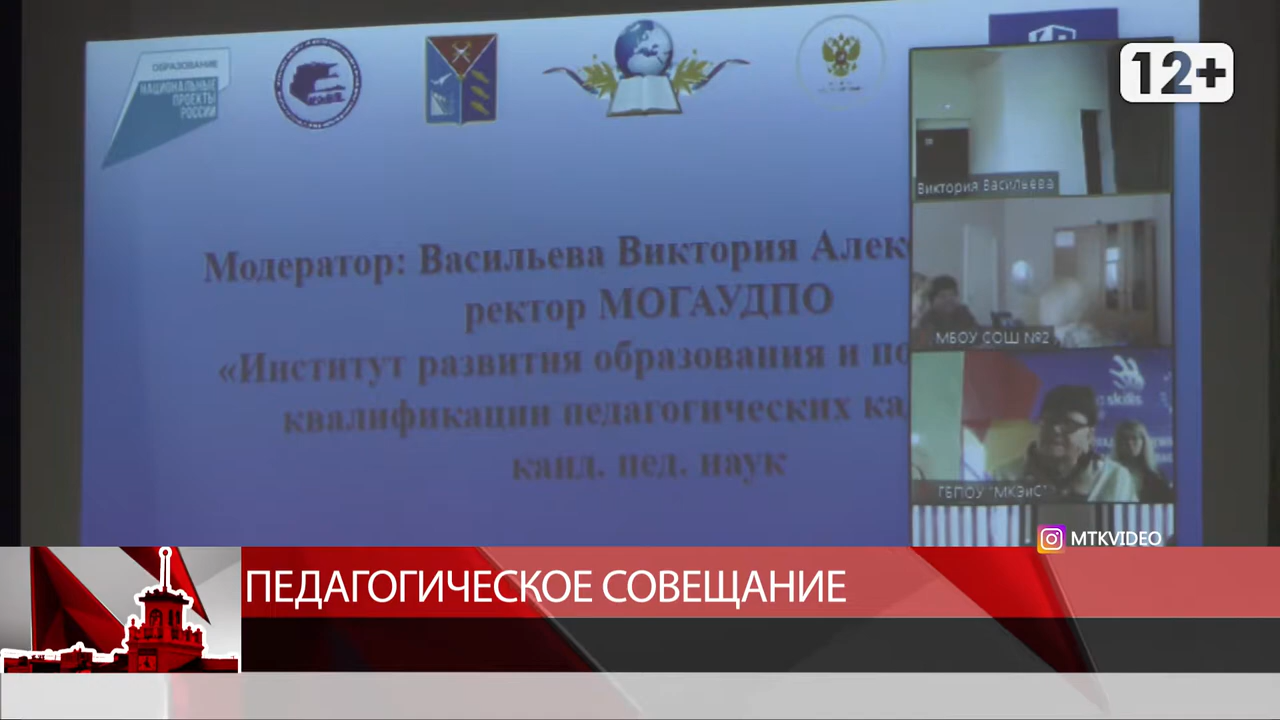 ОБРАЗОВАНИЕ
НАЦИОНАЛЬНЫЕ
ПРОЕКТЫ
РОССИИ
12+
Виктория Васильева
Модератор: Васильева Виктория Алек
ректор МОГАУДПО
«Институт развития образования и по
квалификации педагогических ка
канд. пед. наук
МБОУ СОШ №2
skills
ГБПОУ "МКЭиС"
MTKVIDEO
ПЕДАГОГИЧЕСКОЕ СОВЕЩАНИЕ